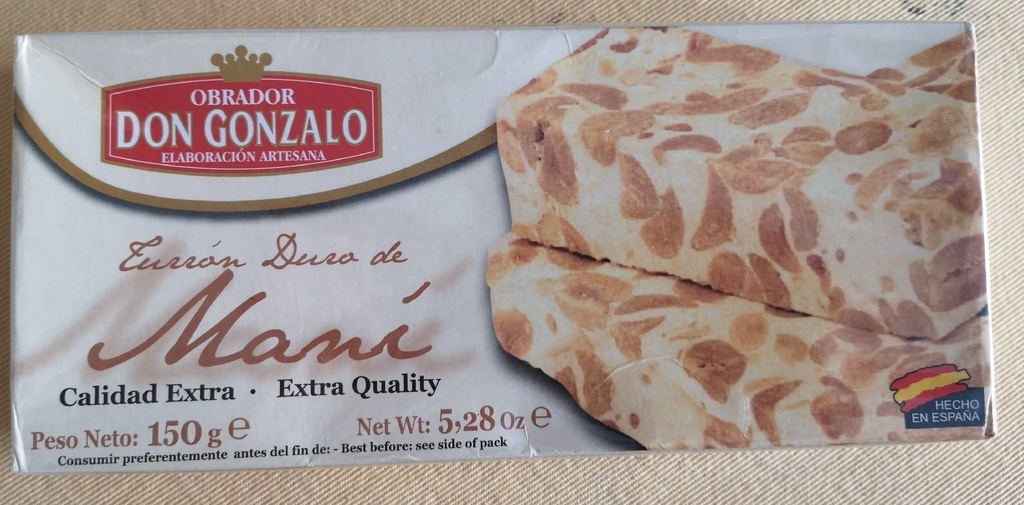 OBRADOR
DON GONZALO
ELABORACIÓN ARTESANA
Turrón Duro de
Maní
Calidad Extra · Extra Quality
Peso Neto: 150 g e Net Wt: 5,28 Oz e
Consumir preferentemente antes del fin de: - Best before: see side of pack
HECHO
EN ESPAÑA